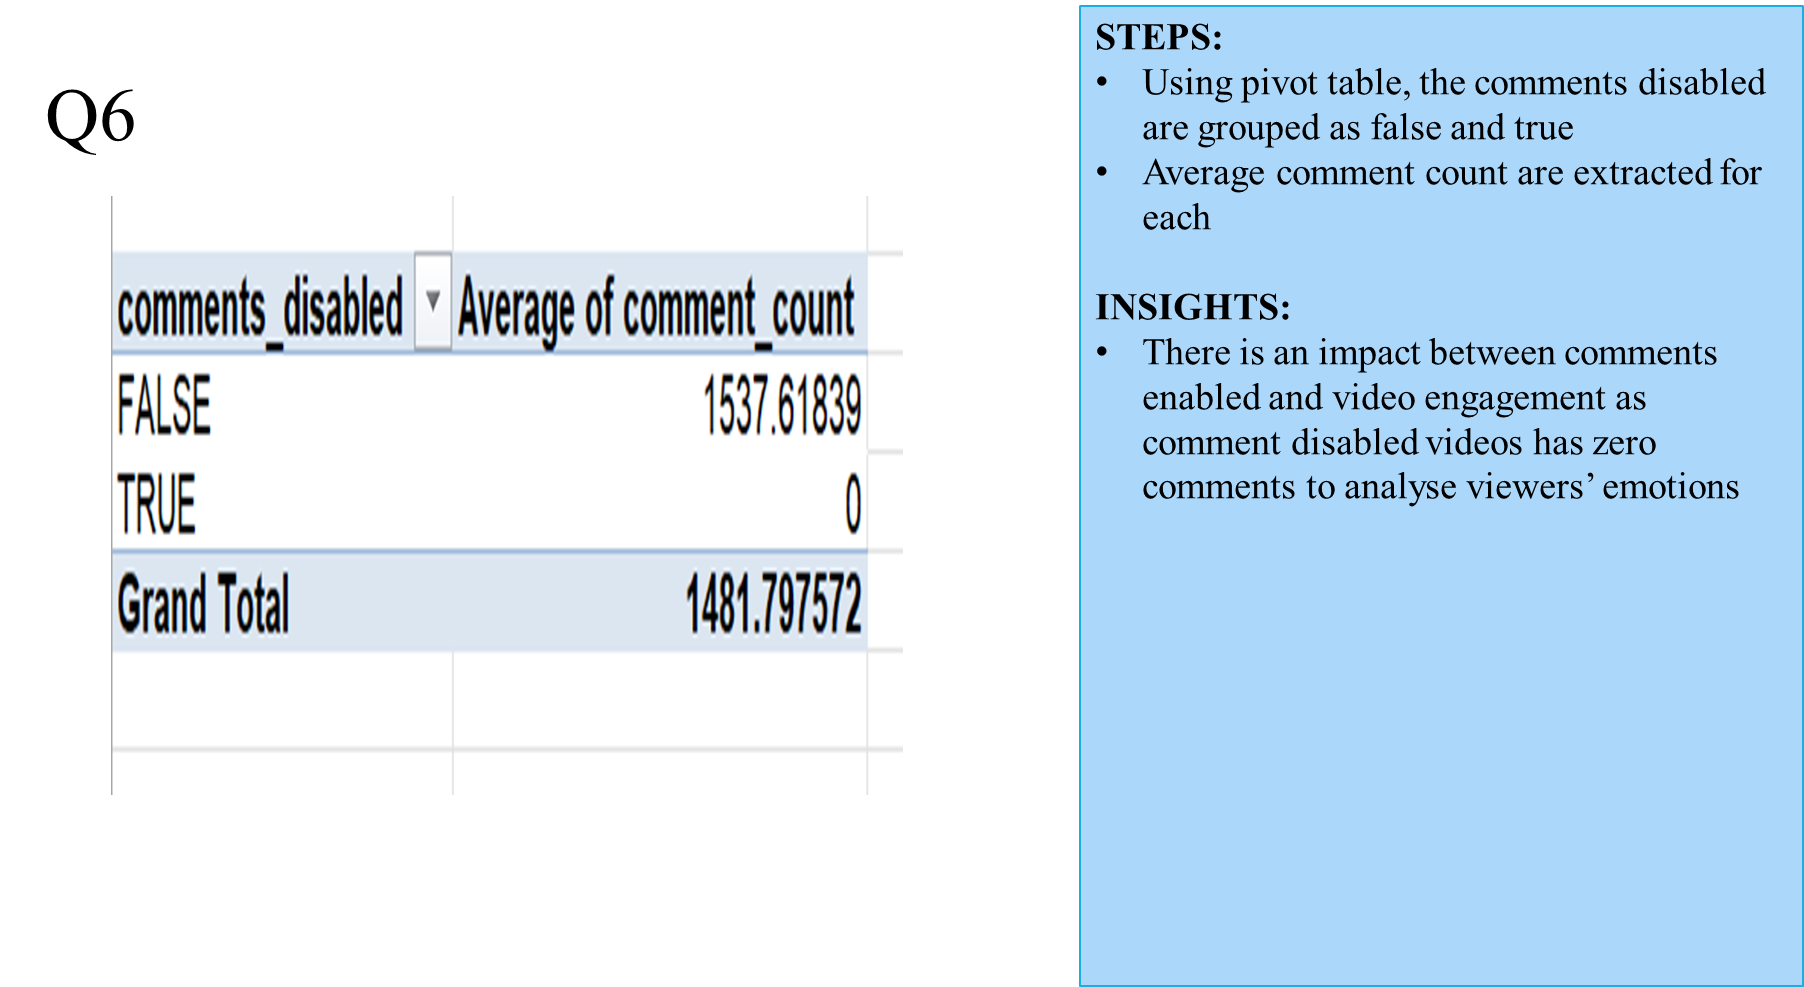 Q6
comments_disabled Average of comment_count
FALSE 1537.61839
TRUE 0
Grand Total 1481.797572
STEPS:
• Using pivot table, the comments disabled
are grouped as false and true
• Average comment count are extracted for
each
INSIGHTS:
• There is an impact between comments
enabled and video engagement as
comment disabled videos has zero
comments to analyse viewers’ emotions